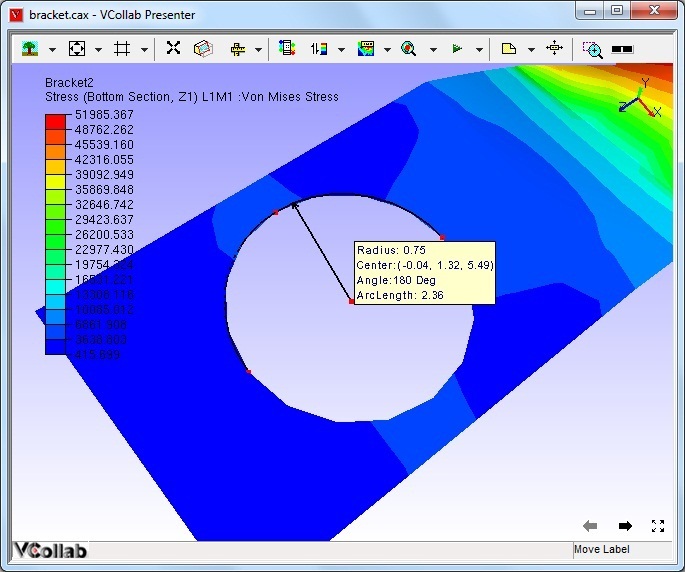 bracket.cax - VCollab Presenter
Bracket2
Stress (Bottom Section, Z1) L1M1 :Von Mises Stress
51985.367
48762.262
45539.160
42316.055
39092.949
35869.848
32646.742
29423.637
26200.533
22977.430
19754.324
16531.221
13308.116
10085.012
6861.908
3638.803
415.699
Y
Z
X
Radius: 0.75
Center:(-0.04, 1.32, 5.49)
Angle:180 Deg
ArcLength: 2.36
VCollab
Move Label